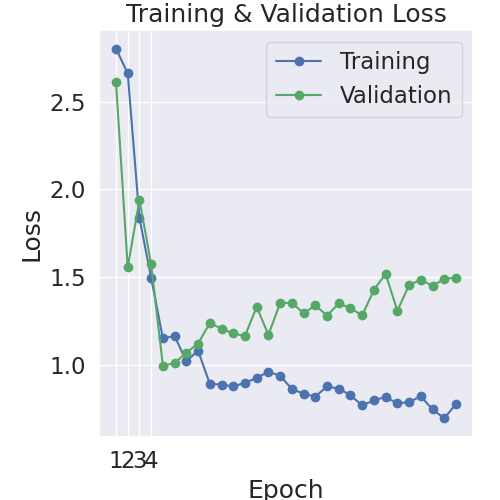 Training & Validation Loss
Training
Validation
2.5
2.0
1.5
1.0
Loss
1234
Epoch